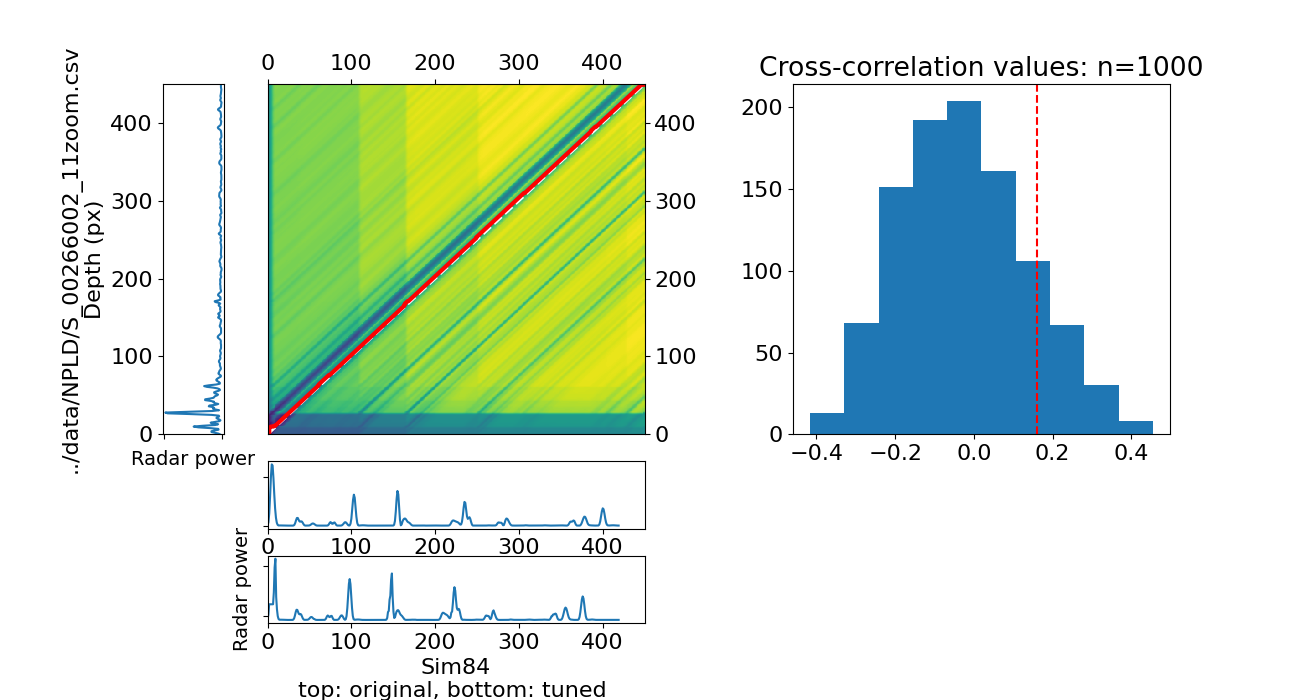 ../data/NPLD/S_00266002_11zoom.csv
Depth (px)
0 100 200 300 400
400
300
200
100
0
400
300
200
100
0
Radar power
0 100 200 300 400
Radar power
0 100 200 300 400
Sim84
top: original, bottom: tuned
Cross-correlation values: n=1000
200
150
100
50
0
−0.4 −0.2 0.0 0.2 0.4